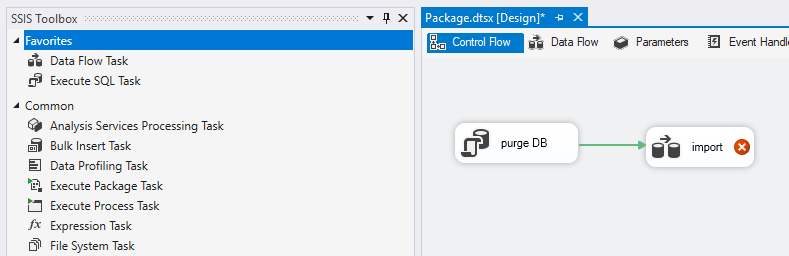 SSIS Toolbox
Package.dtsx [Design]*
Favorites
Data Flow Task
Execute SQL Task
Common
Analysis Services Processing Task
Bulk Insert Task
Data Profiling Task
Execute Package Task
Execute Process Task
fx Expression Task
File System Task
Control Flow
Data Flow
Parameters
Event Handle
purge DB
import